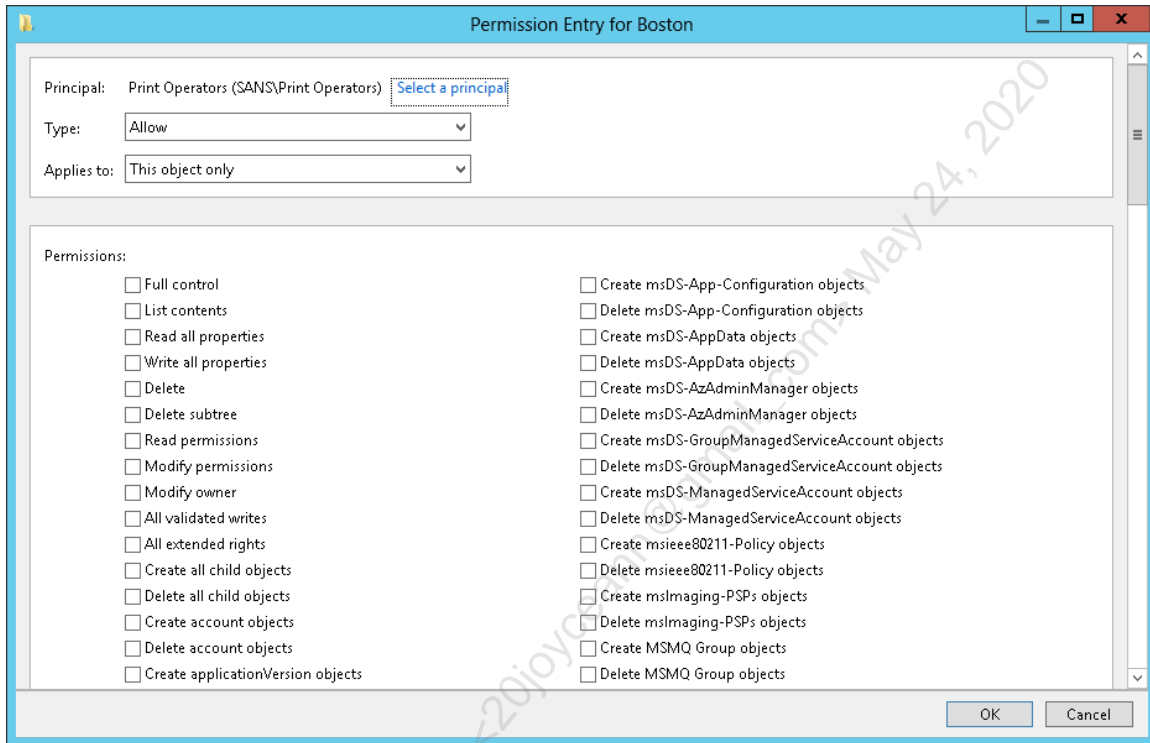 Permission Entry for Boston
Principal: Print Operators (SANS\Print Operators) Select a principal
Type: Allow
Applies to: This object only
Permissions:
Full control
List contents
Read all properties
Write all properties
Delete
Delete subtree
Read permissions
Modify permissions
Modify owner
All validated writes
All extended rights
Create all child objects
Delete all child objects
Create account objects
Delete account objects
Create applicationVersion objects
Create msDS-App-Configuration objects
Delete msDS-App-Configuration objects
Create msDS-AppData objects
Delete msDS-AppData objects
Create msDS-AzAdminManager objects
Delete msDS-AzAdminManager objects
Create msDS-GroupManagedServiceAccount objects
Delete msDS-GroupManagedServiceAccount objects
Create msDS-ManagedServiceAccount objects
Delete msDS-ManagedServiceAccount objects
Create msieee80211-Policy objects
Delete msieee80211-Policy objects
Create msImaging-PSPs objects
Delete msImaging-PSPs objects
Create MSMQ Group objects
Delete MSMQ Group objects
OK Cancel
<20joyceann@gmail_com> May 24, 2020